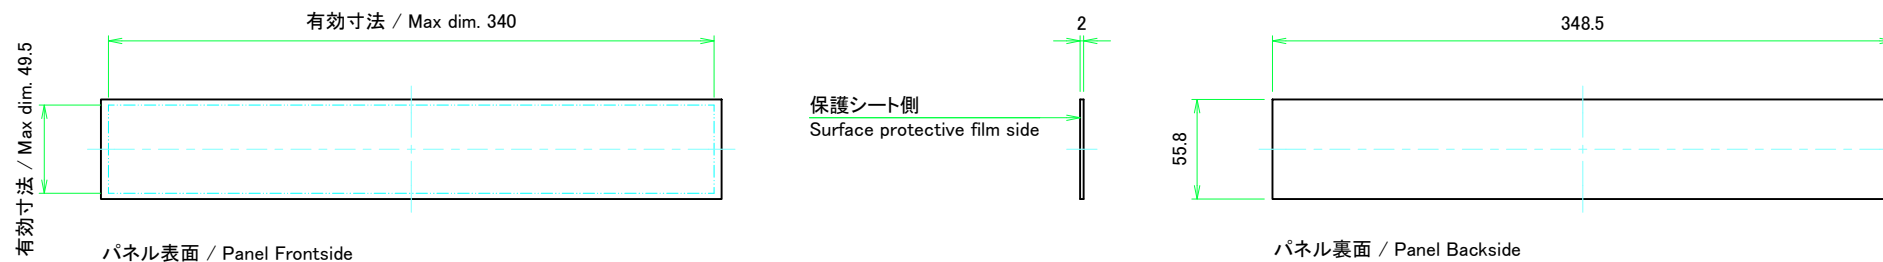 有効寸法 / Max dim. 340
有効寸法 / Max dim. 49.5
パネル表面 / Panel Frontside
2
保護シート側
Surface protective film side
348.5
55.8
パネル裏面 / Panel Backside